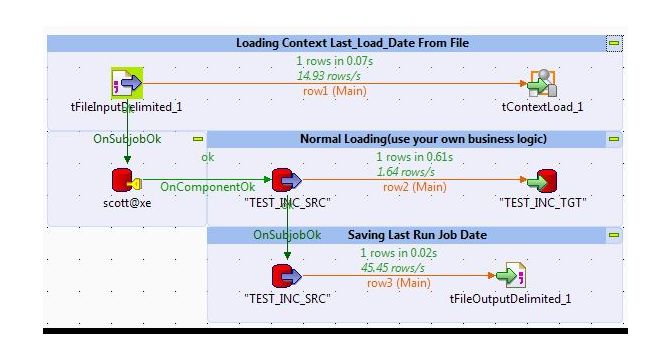 Loading Context Last_Load_Date From File
1 rows in 0.07s
14.93 rows/s
row1 (Main)
tFileInputDelimited_1
tContextLoad_1
ok
OnSubjobOk
Normal Loading(use your own business logic)
ok
1 rows in 0.61s
1.64 rows/s
OnComponentOk
row2 (Main)
scott@xe
"TEST_INC_SRC"
"TEST_INC_TGT"
ok
OnSubjobOk
Saving Last Run Job Date
1 rows in 0.02s
45.45 rows/s
row3 (Main)
"TEST_INC_SRC"
tFileOutputDelimited_1